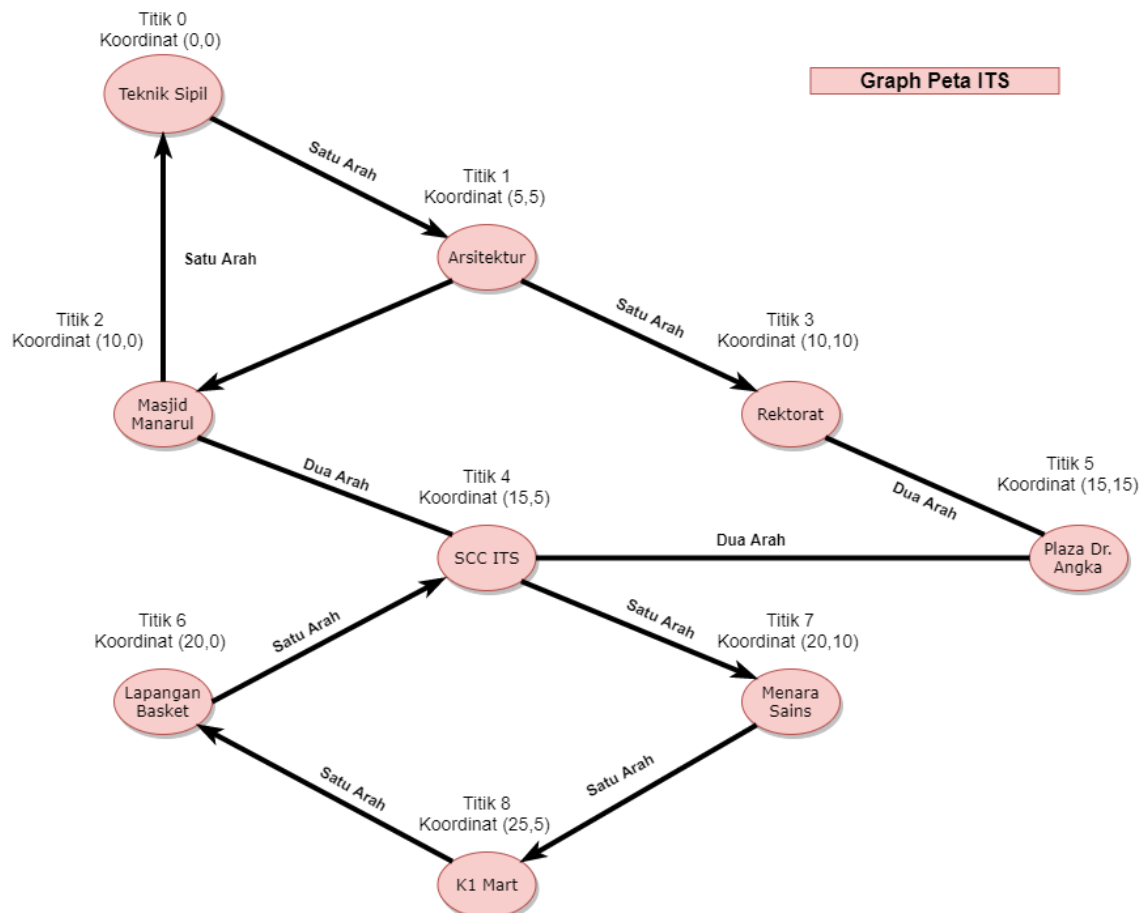 Titik 0
Koordinat (0,0)
Teknik Sipil
Graph Peta ITS
Satu Arah
Titik 1
Koordinat (5,5)
Arsitektur
Satu Arah
Titik 2
Koordinat (10,0)
Satu Arah
Titik 3
Koordinat (10,10)
Masjid
Manarul
Rektorat
Dua Arah
Titik 4
Koordinat (15,5)
Titik 5
Koordinat (15,15)
Dua Arah
Dua Arah
SCC ITS
Plaza Dr.
Angka
Titik 6
Koordinat (20,0)
Satu Arah
Satu Arah
Titik 7
Koordinat (20,10)
Lapangan
Basket
Menara
Sains
Satu Arah
Satu Arah
Titik 8
Koordinat (25,5)
K1 Mart